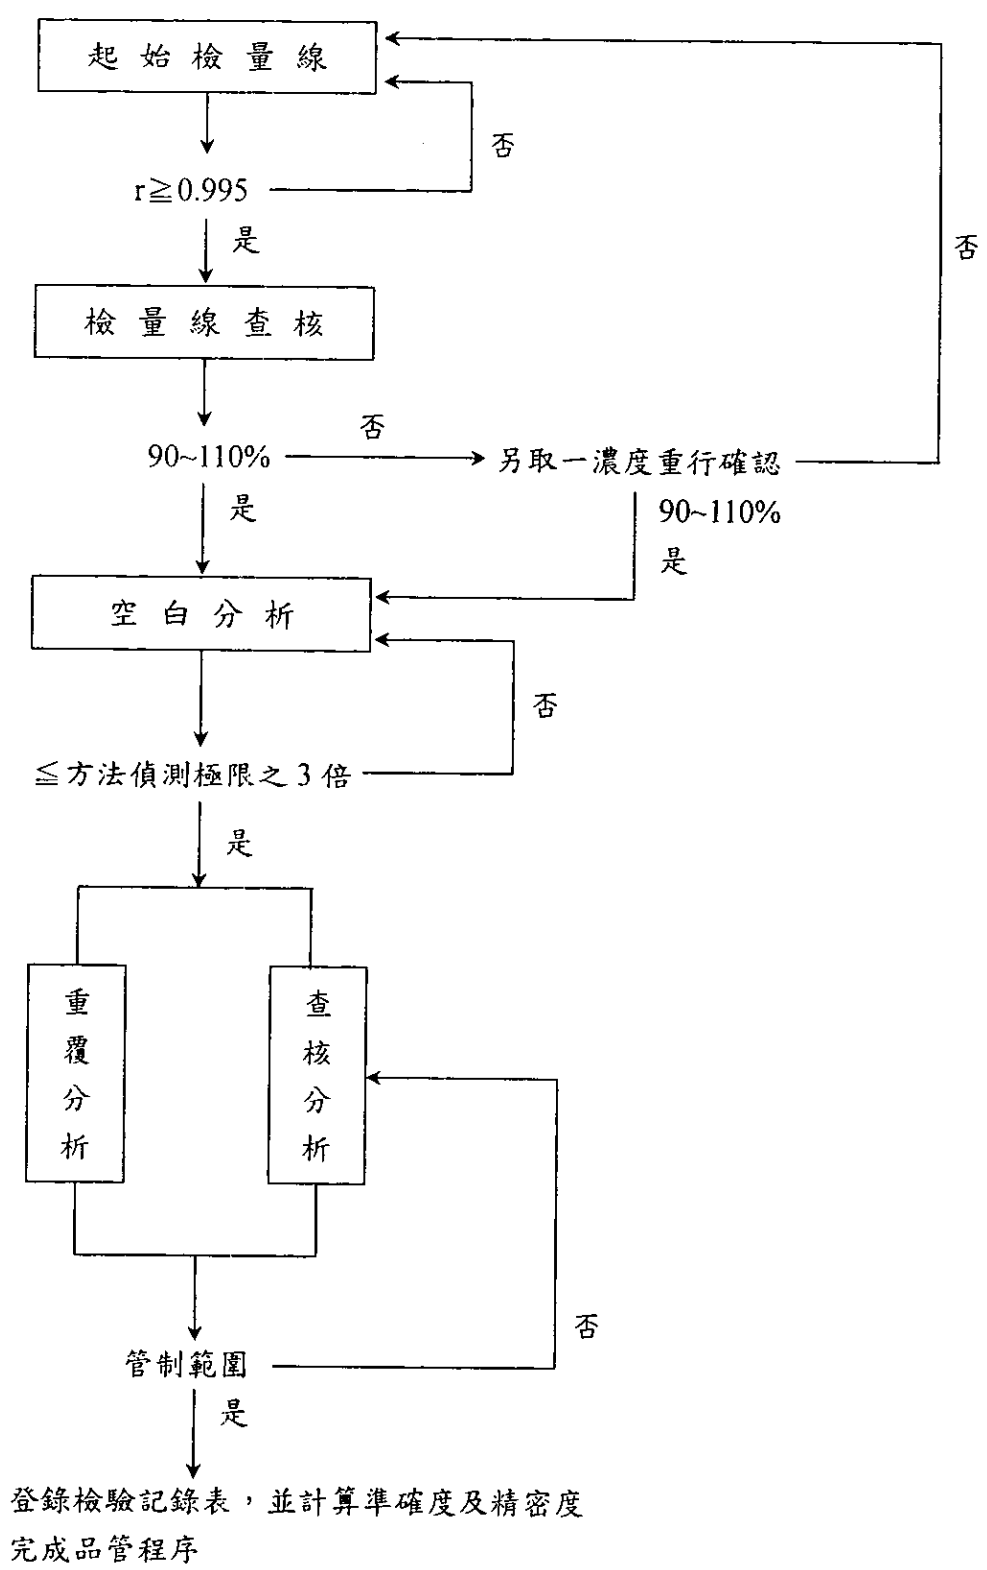 起始檢量線
否
r≧0.995
是
否
檢量線查核
否
90~110%
另取一濃度重行確認
是
90~110%
是
空白分析
否
≦方法偵測極限之3倍
是
重覆分析
查核分析
否
管制範圍
是
登錄檢驗記錄表，並計算準確度及精密度
完成品管程序